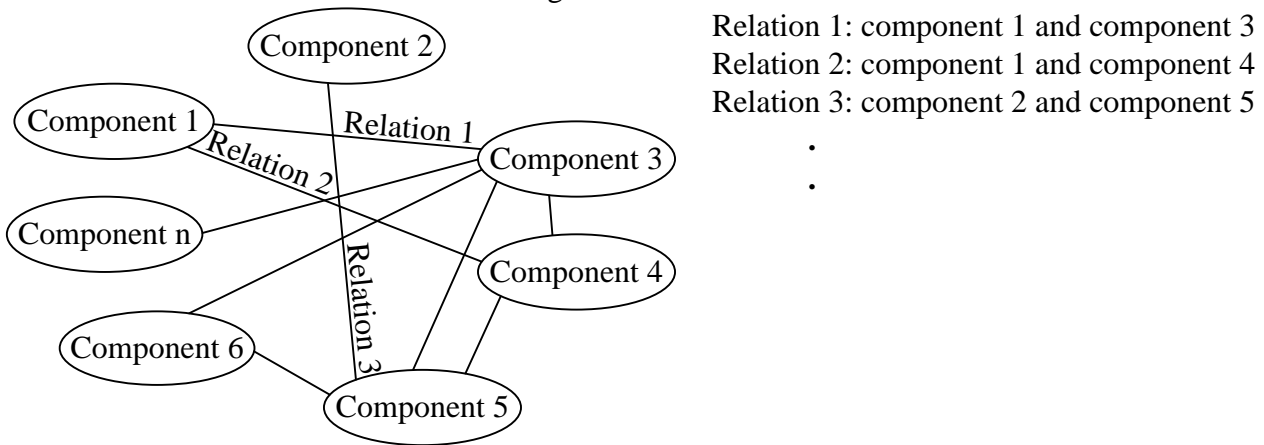 Component 2
Component 1
Relation 1
Relation 2
Component 3
Component n
Relation 3
Component 4
Component 6
Component 5
Relation 1: component 1 and component 3
Relation 2: component 1 and component 4
Relation 3: component 2 and component 5
.
.